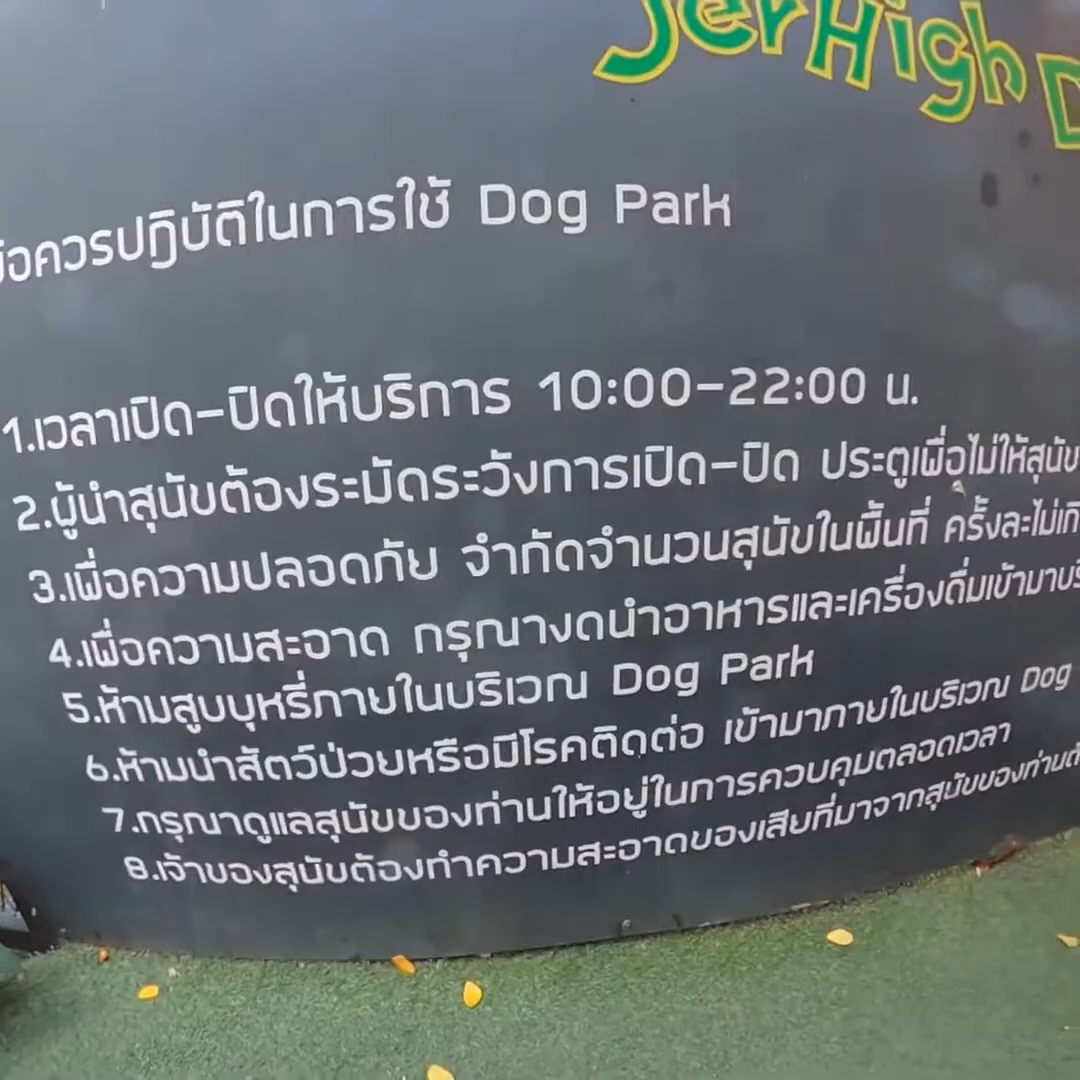 JerHigh D
ข้อควรปฏิบัติในการใช้ Dog Park
1.เวลาเปิด-ปิดให้บริการ 10:00-22:00 น.
2.ผู้นำสุนัขต้องระมัดระวังการเปิด-ปิด ประตูเพื่อไม่ให้สุนัข
3.เพื่อความปลอดภัย จำกัดจำนวนสุนัขในพื้นที่ ครั้งละไม่เกิ
4.เพื่อความสะอาด กรุณางดนำอาหารและเครื่องดื่มเข้ามาบริ
5.ห้ามสูบบุหรี่ภายในบริเวณ Dog Park
6.ห้ามนำสัตว์ป่วยหรือมีโรคติดต่อ เข้ามาภายในบริเวณ Dog
7.กรุณาดูแลสุนัขของท่านให้อยู่ในการควบคุมตลอดเวลา
8.เจ้าของสุนัขต้องทำความสะอาดของเสียที่มาจากสุนัขของท่าน